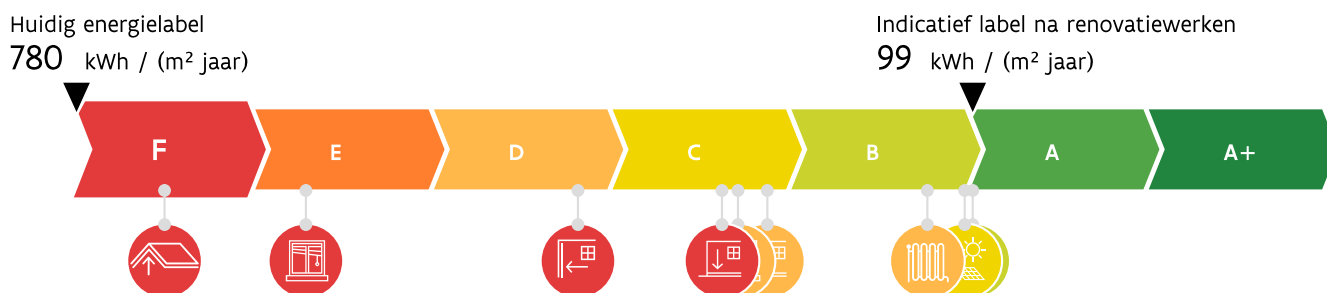 Huidig energielabel
780 kWh / (m² jaar)
Indicatief label na renovatiewerken
99 kWh / (m² jaar)
F E D C B A A+